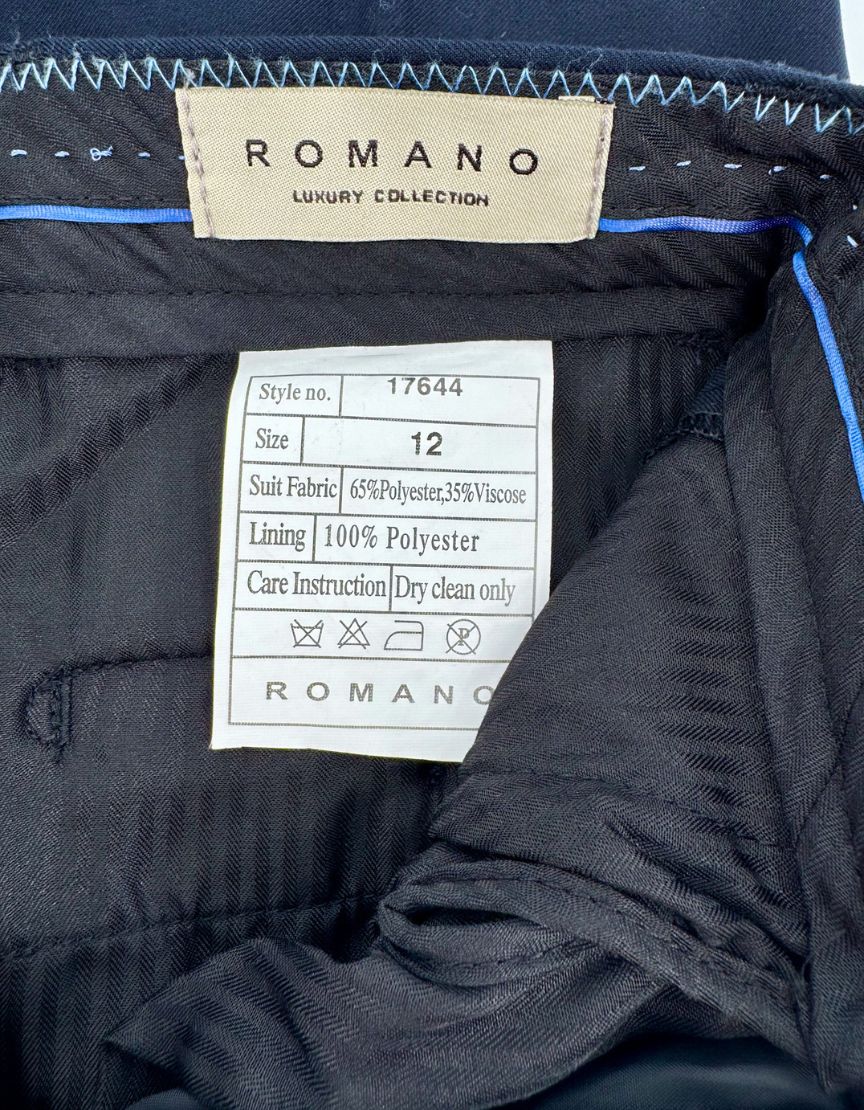 ROMANO
LUXURY COLLECTION
Style no. 17644
Size 12
Suit Fabric 65%Polyester,35%Viscose
Lining 100% Polyester
Care Instruction Dry clean only
P
ROMANO